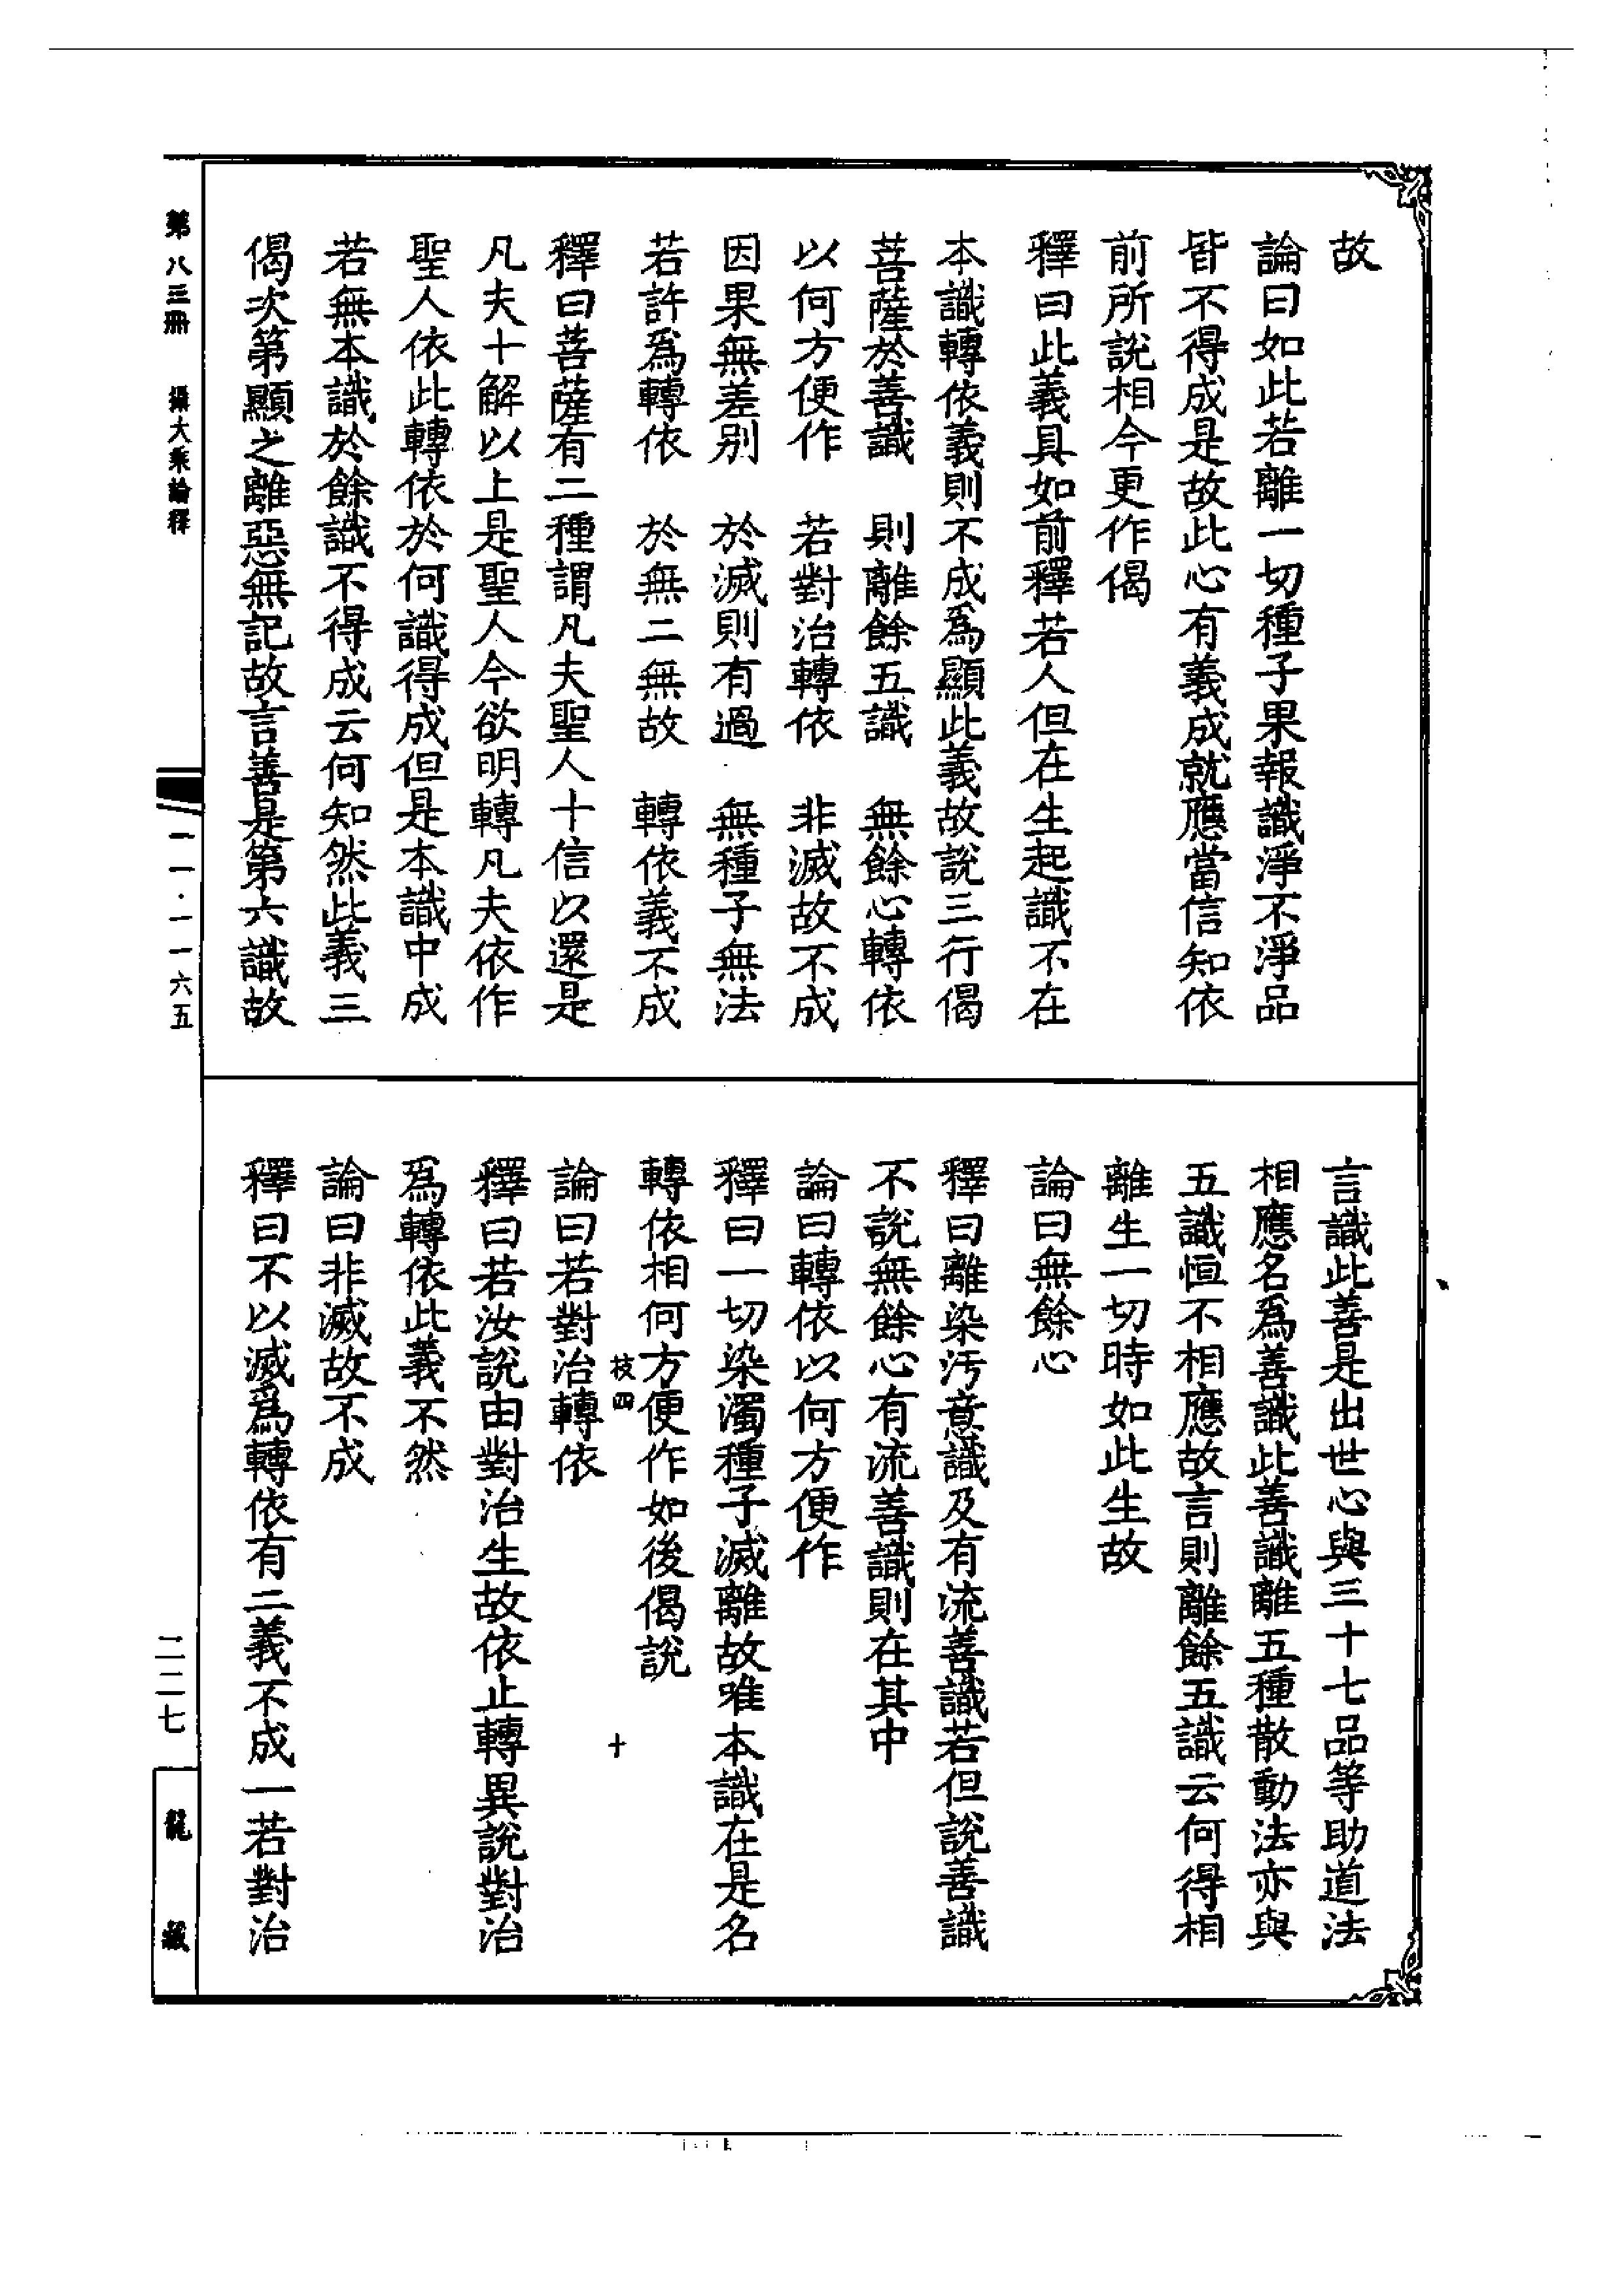 故
論曰如此若離一切種子果報識淨不淨品
皆不得成是故此心有義成就應當信知依
前所說相今更作偈
釋曰此義具如前釋若人但在生起識不在
本識轉依義則不成爲顯此義故說三行偈
菩薩於善識　則離餘五識　無餘心轉依
以何方便作　若對治轉依　非滅故不成
因果無差别　於滅則有過　無種子無法
若許爲轉依　於無二無故　轉依義不成
釋曰菩薩有二種謂凡夫聖人十信以還是
凡夫十解以上是聖人今欲明轉凡夫依作
聖人依此轉依於何識得成但是本識中成
若無本識於餘識不得成云何知然此義三
偈次第顯之離惡無記故言善是第六識故
言識此善是出世心與三十七品等助道法
相應名爲善識此善識離五種散動法亦與
五識恒不相應故言則離餘五識云何得相
離生一切時如此生故
論曰無餘心
釋曰離染汚意識及有流善識若但說善識
不說無餘心有流善識則在其中
論曰轉依以何方便作
釋曰一切染濁種子滅離故唯本識在是名
轉依相何方便作如後偈說
枝四　十
論曰若對治轉依
釋曰若汝說由對治生故依止轉異說對治
爲轉依此義不然
論曰非滅故不成
釋曰不以滅爲轉依有二義不成一若對治
第八三冊　攝大乘論釋
一一·一一六五
二二七
龍藏